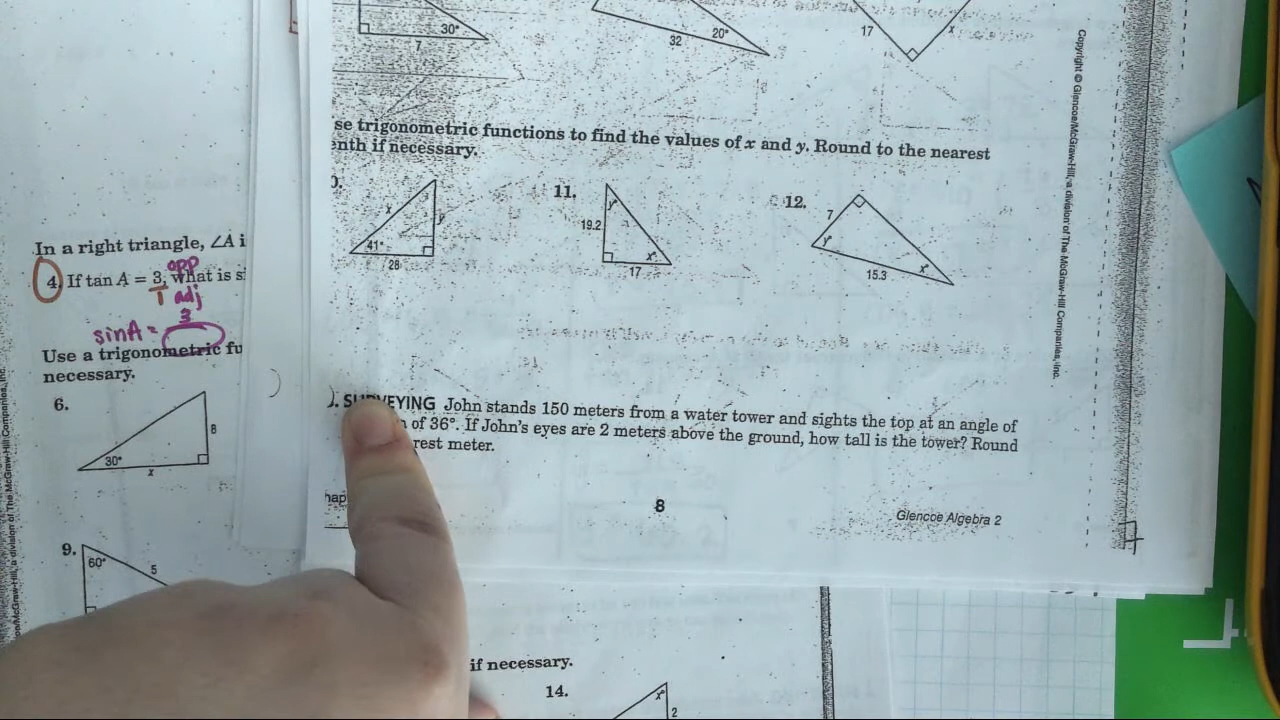 30°
7
32
20°
17
x
se trigonometric functions to find the values of x and y. Round to the nearest
enth if necessary.
41°
x
y
28
11.
19.2
y°
x°
17
12.
7
y°
x°
15.3
SURVEYING John stands 150 meters from a water tower and sights the top at an angle of
of 36°. If John's eyes are 2 meters above the ground, how tall is the tower? Round
rest meter.
hap
8
Glencoe Algebra 2
Copyright © Glencoe/McGraw-Hill, a division of The McGraw-Hill Companies, Inc.
In a right triangle, ∠A i
4. If tan A = 3, what is s
opp
1 adj
sinA = 3
Use a trigonometric fu
necessary.
6.
30°
8
x
9.
60°
5
if necessary.
14.
x°
2